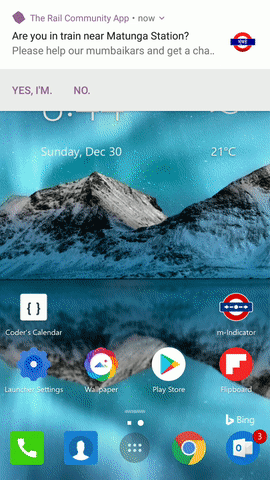 The Rail Community App • now
Are you in train near Matunga Station?
Please help our mumbaikars and get a cha..
YES, I'M. NO.
Sunday, Dec 30 21°C
{ }
Coder's Calendar m-Indicator
Launcher Settings Wallpaper Play Store Flipboard
Bing
3